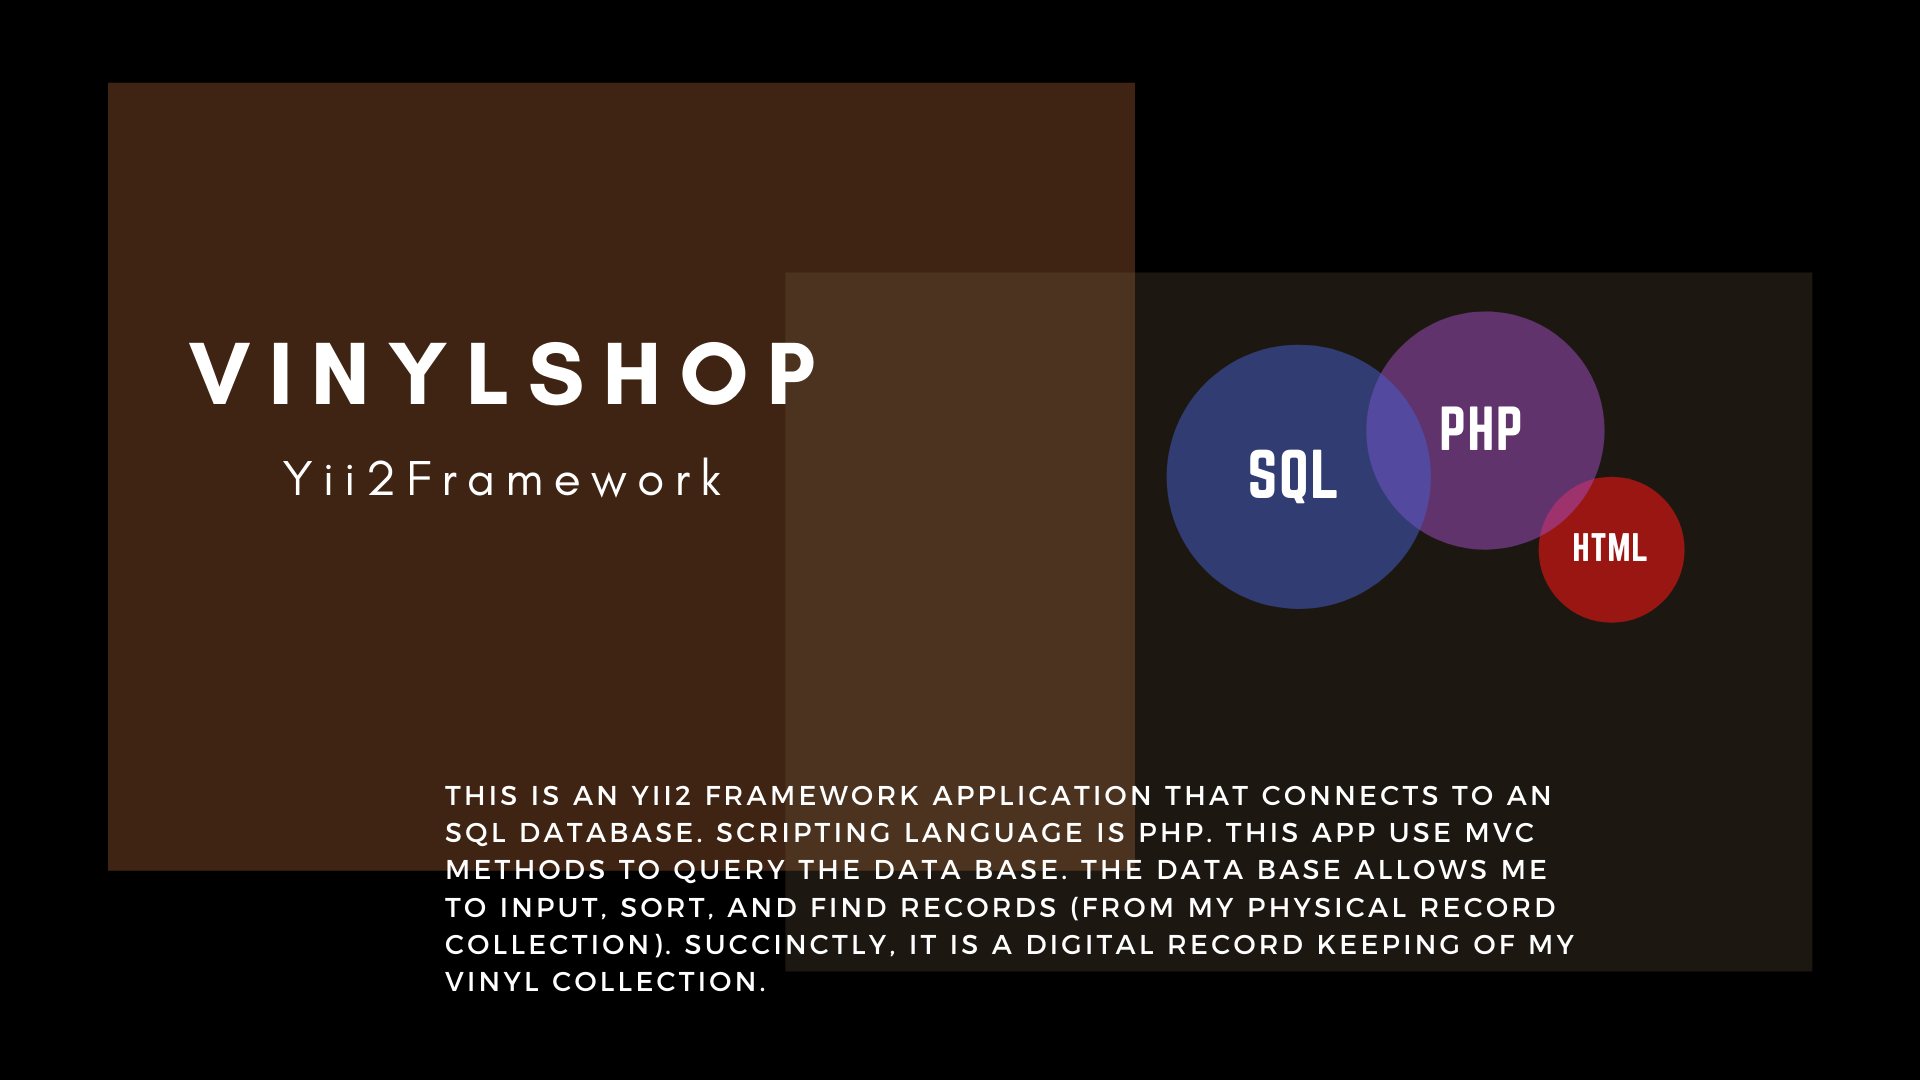 VINYLSHOP
Yii2Framework
SQL
PHP
HTML
THIS IS AN YII2 FRAMEWORK APPLICATION THAT CONNECTS TO AN
SQL DATABASE. SCRIPTING LANGUAGE IS PHP. THIS APP USE MVC
METHODS TO QUERY THE DATA BASE. THE DATA BASE ALLOWS ME
TO INPUT, SORT, AND FIND RECORDS (FROM MY PHYSICAL RECORD
COLLECTION). SUCCINCTLY, IT IS A DIGITAL RECORD KEEPING OF MY
VINYL COLLECTION.